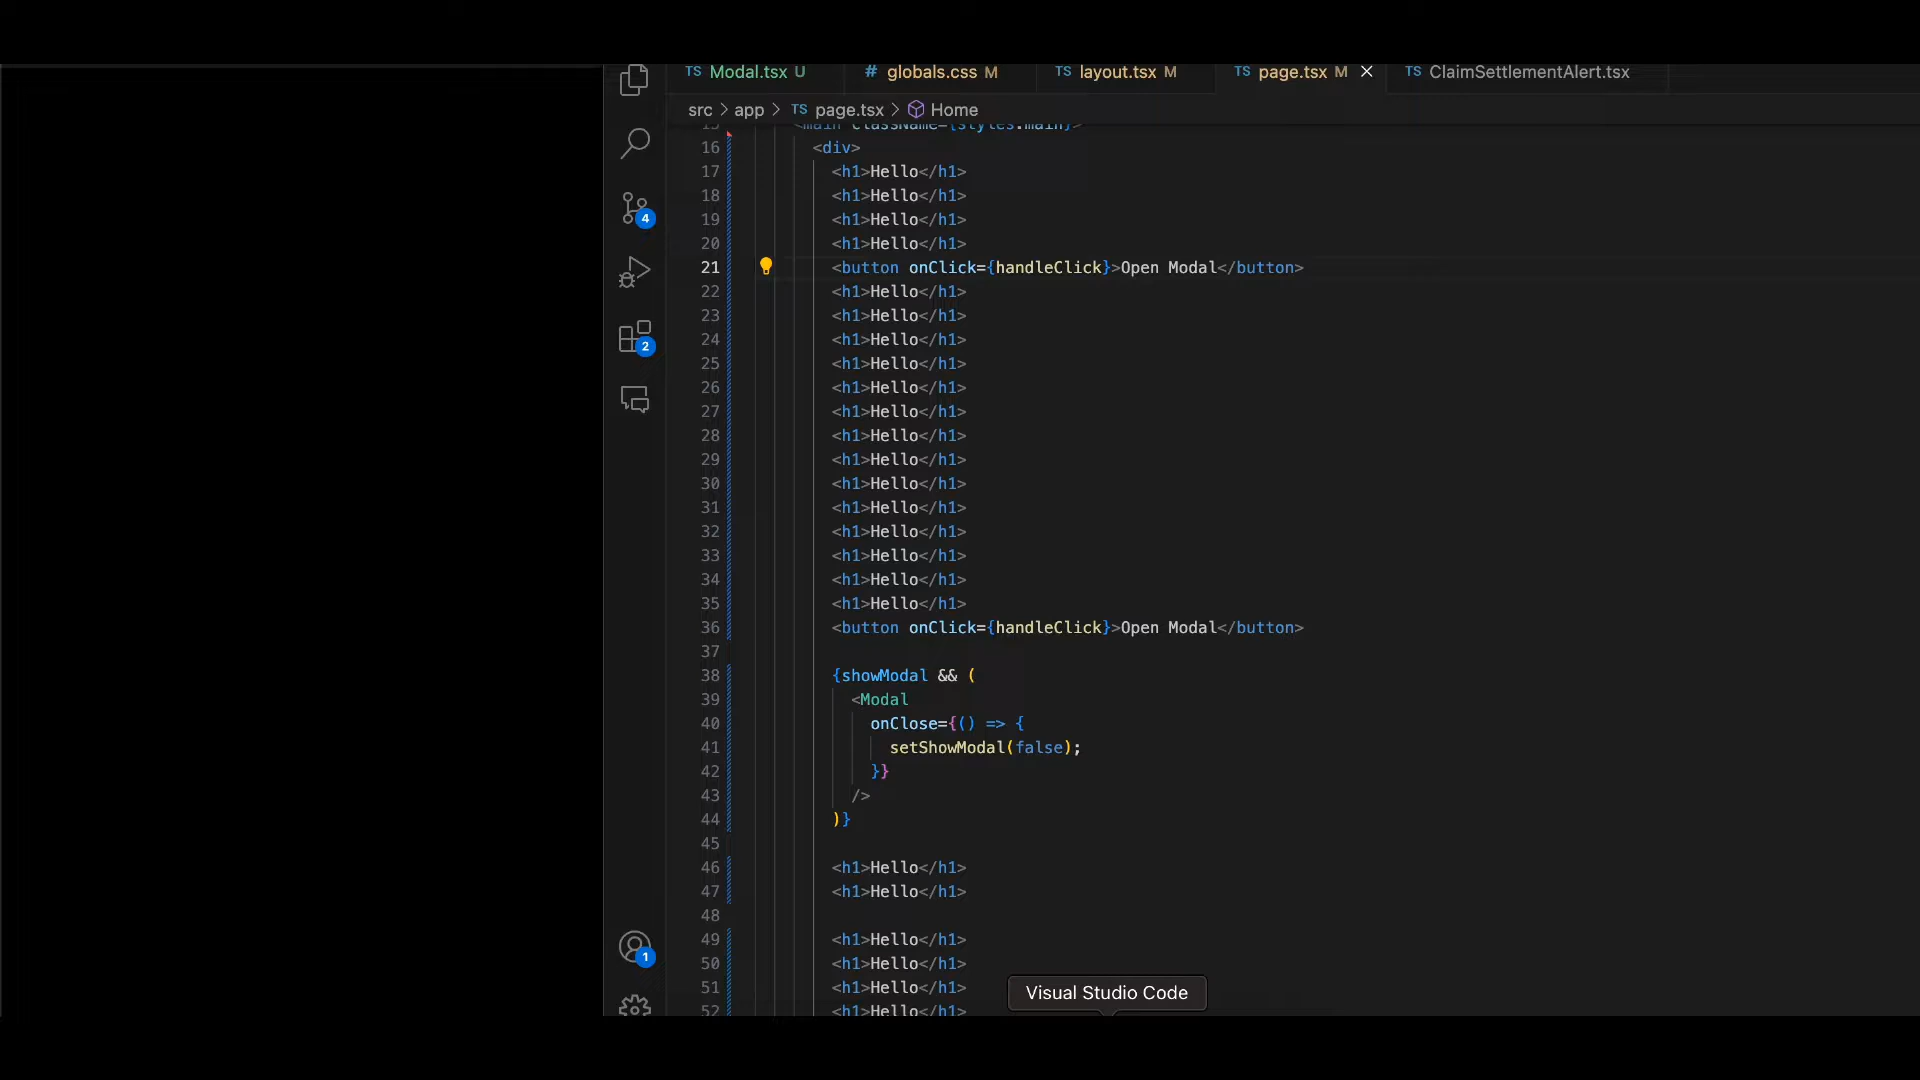 TS Modal.tsx U
# globals.css M
TS layout.tsx M
TS page.tsx M
TS ClaimSettlementAlert.tsx
src > app > TS page.tsx > Home
15 <main className={styles.main}>
16 <div>
17 <h1>Hello</h1>
18 <h1>Hello</h1>
19 <h1>Hello</h1>
20 <h1>Hello</h1>
21 <button onClick={handleClick}>Open Modal</button>
22 <h1>Hello</h1>
23 <h1>Hello</h1>
24 <h1>Hello</h1>
25 <h1>Hello</h1>
26 <h1>Hello</h1>
27 <h1>Hello</h1>
28 <h1>Hello</h1>
29 <h1>Hello</h1>
30 <h1>Hello</h1>
31 <h1>Hello</h1>
32 <h1>Hello</h1>
33 <h1>Hello</h1>
34 <h1>Hello</h1>
35 <h1>Hello</h1>
36 <button onClick={handleClick}>Open Modal</button>
37
38 {showModal && (
39 <Modal
40 onClose={() => {
41 setShowModal(false);
42 }}
43 />
44 )}
45
46 <h1>Hello</h1>
47 <h1>Hello</h1>
48
49 <h1>Hello</h1>
50 <h1>Hello</h1>
51 <h1>Hello</h1>
52 <h1>Hello</h1>
4
2
1
Visual Studio Code